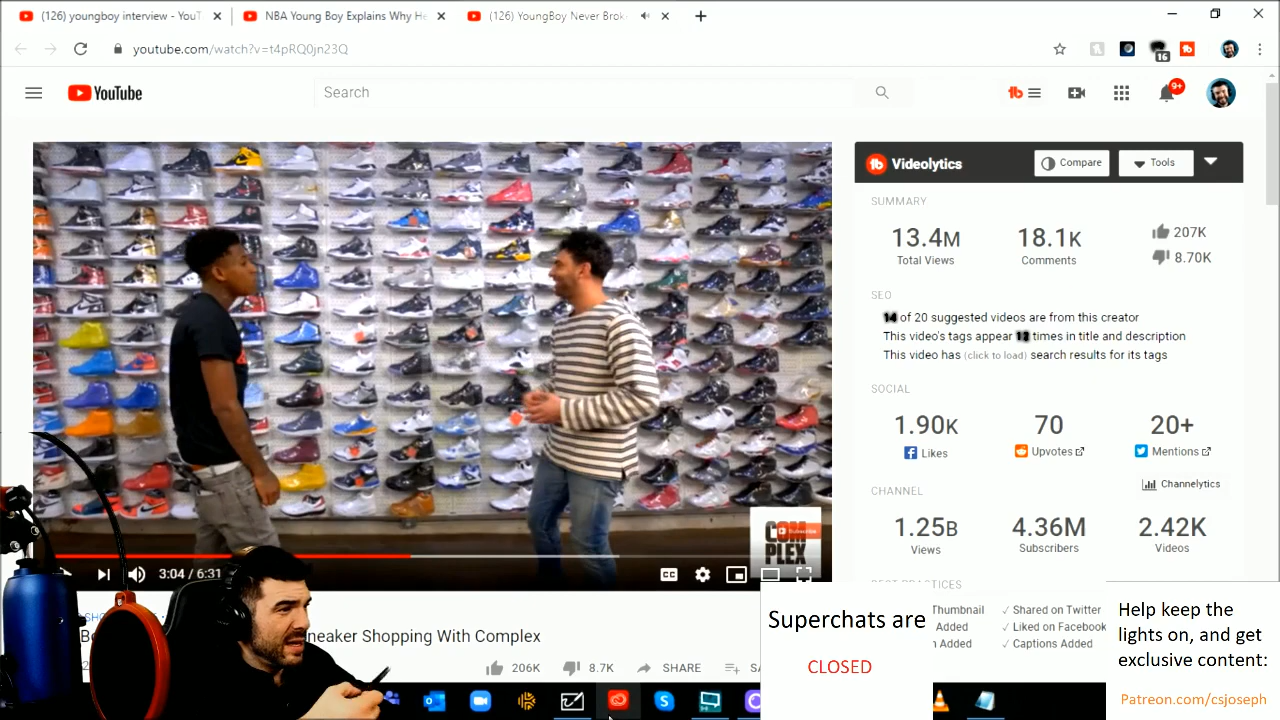 (126) youngboy interview - YouT
NBA Young Boy Explains Why He
(126) YoungBoy Never Brok
youtube.com/watch?v=t4pRQ0jn23Q
16
YouTube
Search
9+
Videolytics
Compare
Tools
SUMMARY
13.4M
Total Views
18.1K
Comments
207K
8.70K
SEO
14 of 20 suggested videos are from this creator
This video's tags appear 13 times in title and description
This video has (click to load) search results for its tags
SOCIAL
1.90K
Likes
70
Upvotes
20+
Mentions
Channelytics
CHANNEL
1.25B
Views
4.36M
Subscribers
2.42K
Videos
Subscribe
COMPLEX
3:04 / 6:31
CC
Sneaker Shopping With Complex
206K
8.7K
SHARE
Superchats are
CLOSED
Thumbnail
Added
Added
✓ Shared on Twitter
✓ Liked on Facebook
✓ Captions Added
Help keep the
lights on, and get
exclusive content:
Patreon.com/csjoseph